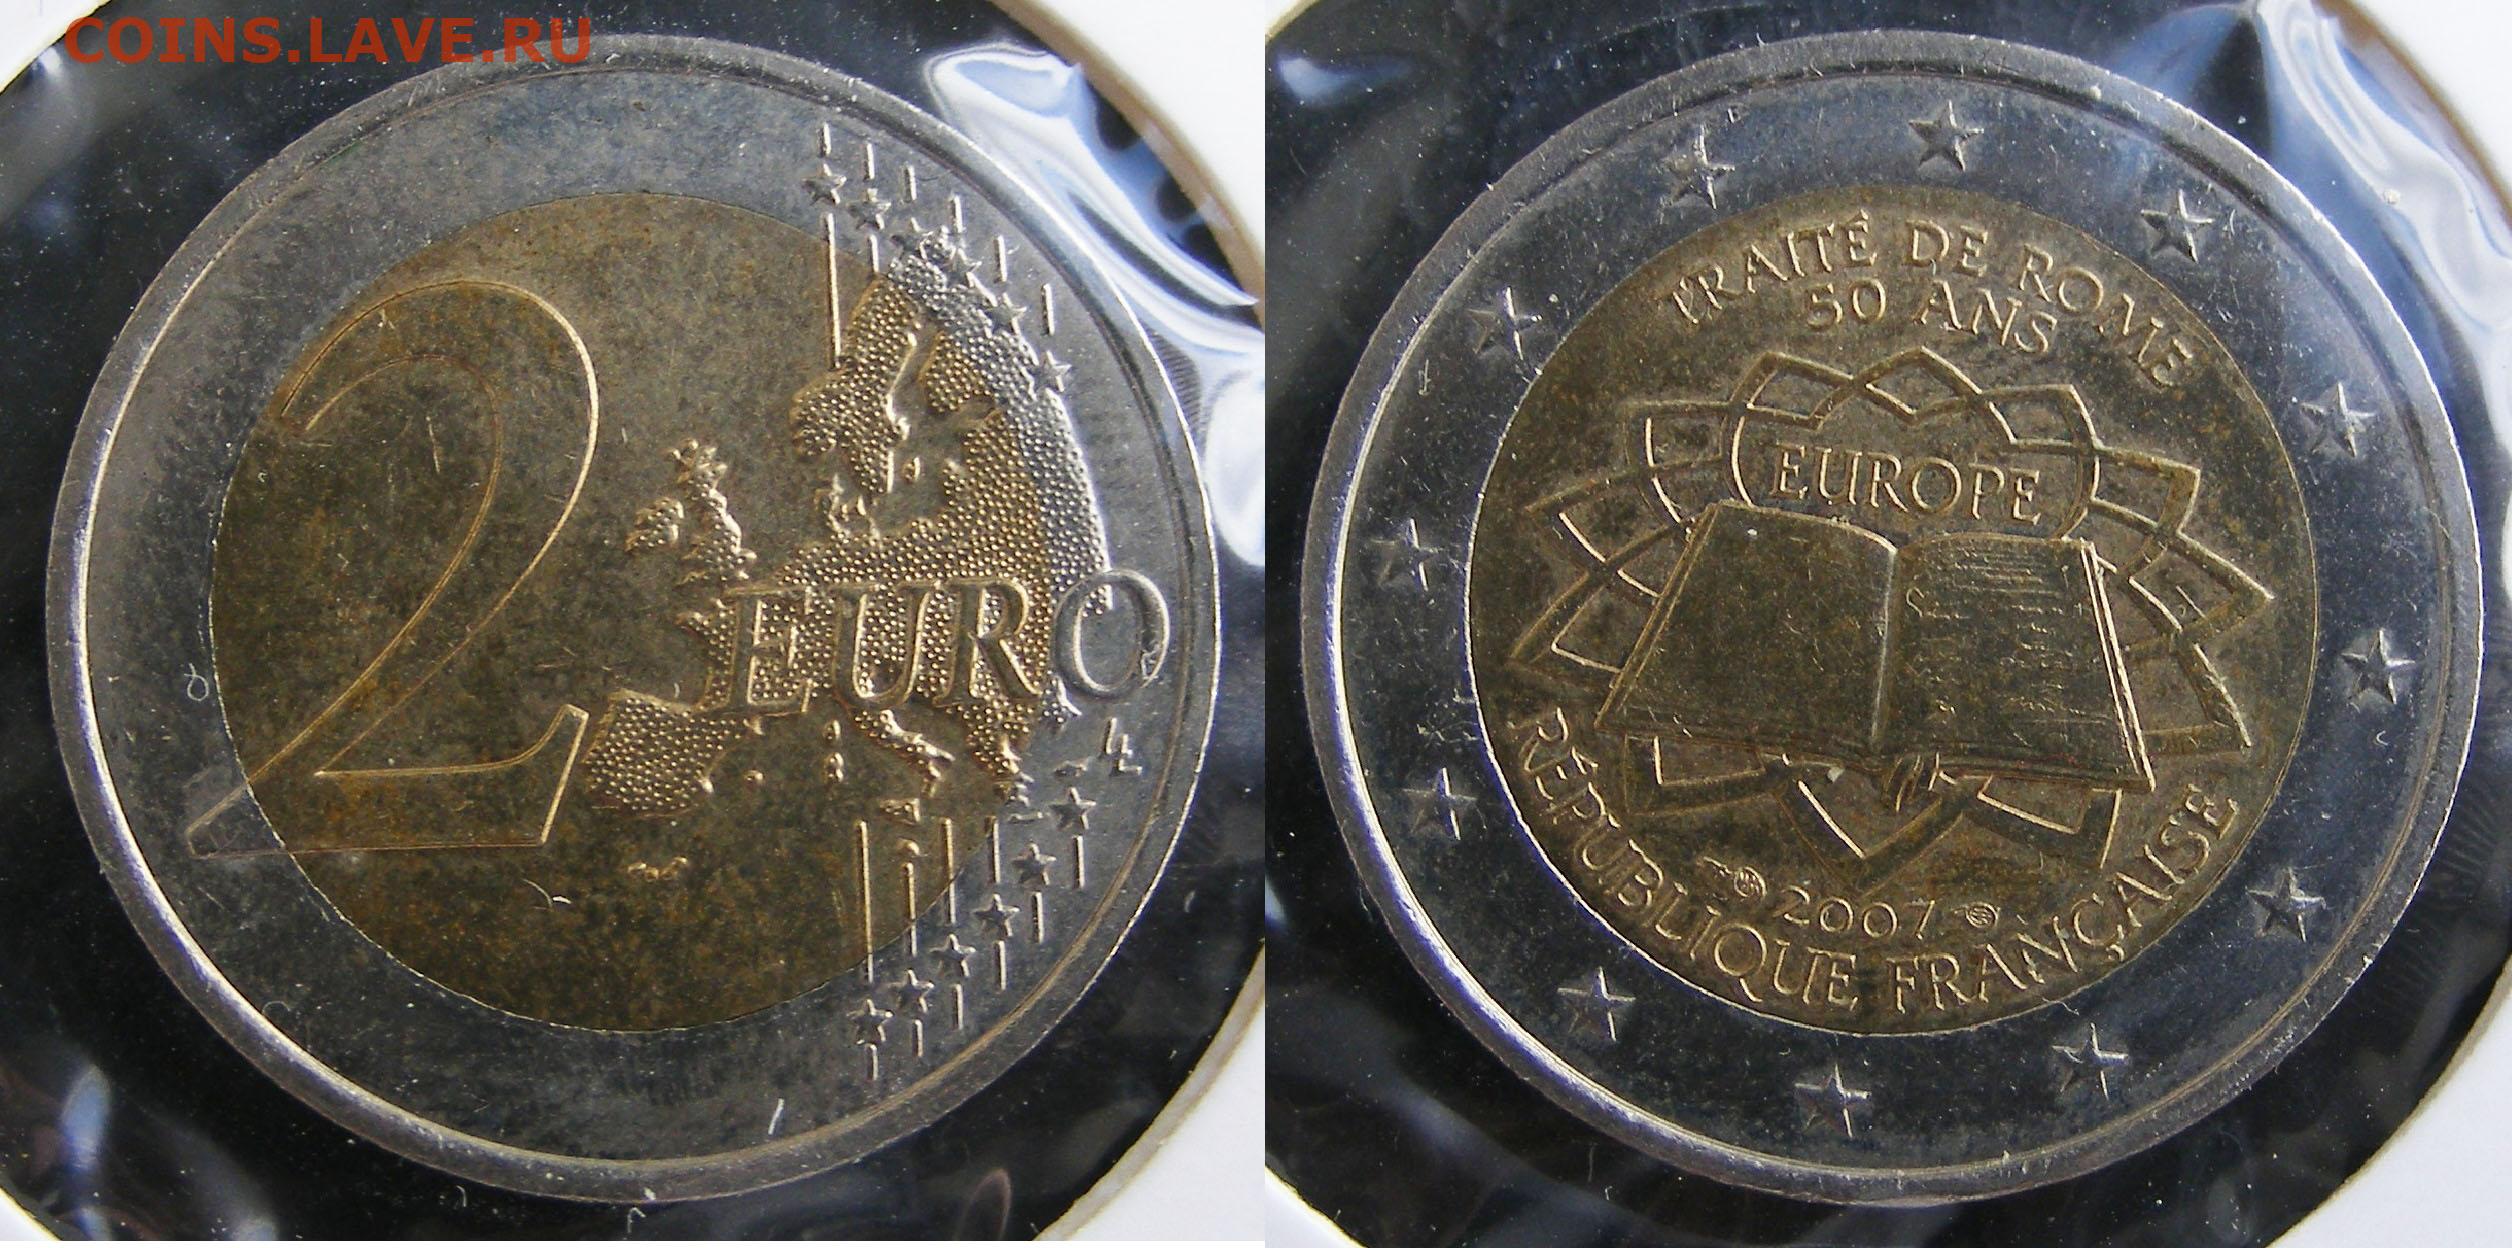 COINS.LAVE.RU
2 EURO
TRAITÉ DE ROME
50 ANS
EUROPE
2007
RÉPUBLIQUE FRANÇAISE